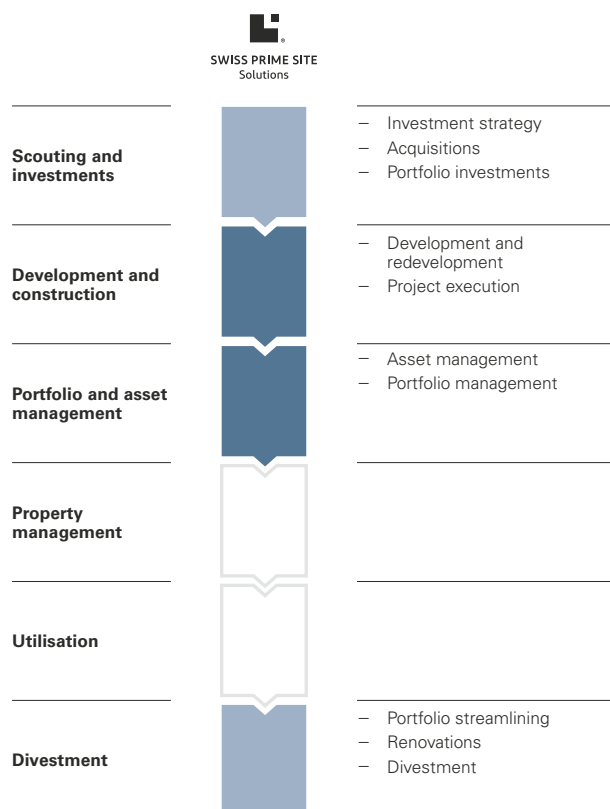 SWISS PRIME SITE
Solutions
Scouting and
investments
– Investment strategy
– Acquisitions
– Portfolio investments
Development and
construction
– Development and
redevelopment
– Project execution
Portfolio and asset
management
– Asset management
– Portfolio management
Property
management
Utilisation
Divestment
– Portfolio streamlining
– Renovations
– Divestment